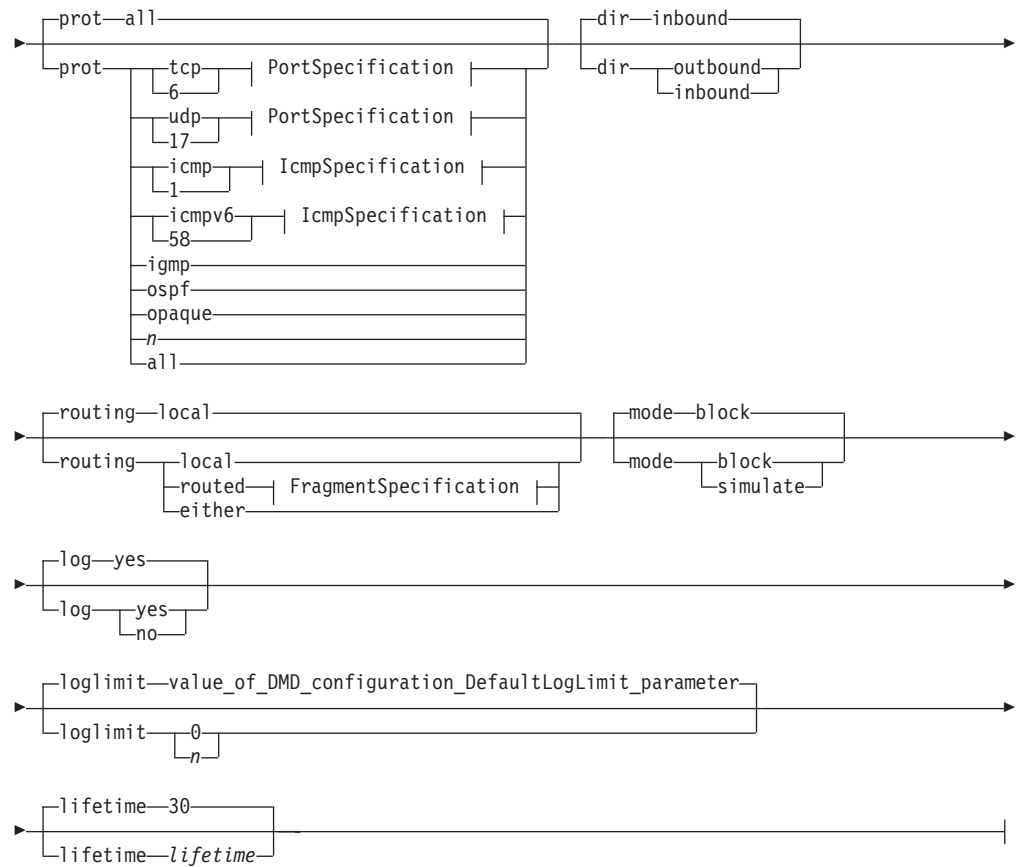 prot all dir inbound
prot tcp PortSpecification dir outbound
6 inbound
udp PortSpecification
17
icmp IcmpSpecification
1
icmpv6 IcmpSpecification
58
igmp
ospf
opaque
n
all
routing local mode block
routing local mode block
routed FragmentSpecification simulate
either
log yes
log yes
no
loglimit value_of_DMD_configuration_DefaultLogLimit_parameter
loglimit 0
n
lifetime 30
lifetime lifetime